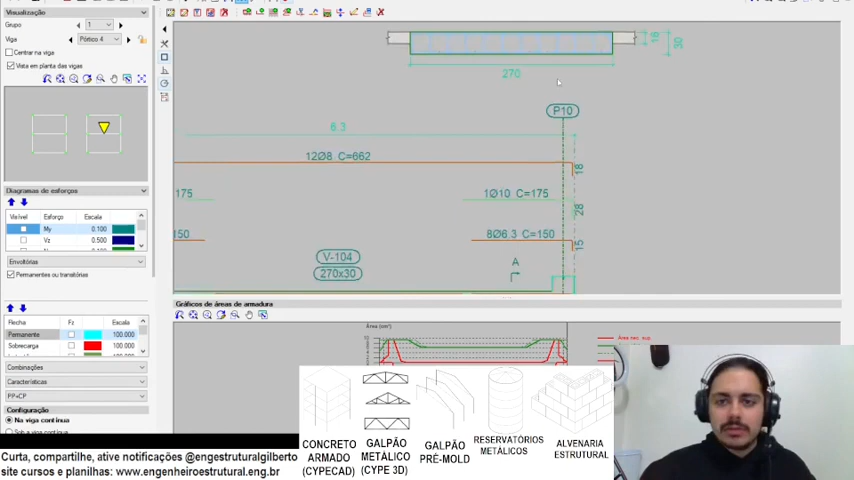 Visualização
Grupo
1
Viga
Pórtico 4
Centrar na viga
Vista em planta das vigas
Diagramas de esforços
Visível Esforço Escala
My 0.100
Vz 0.500
Envoltórias
Permanentes ou transitórias
Flecha Fz Escala
Permanente 100.000
Sobrecarga 100.000
100.000
Combinações
Características
PP+CP
Configuração
Na viga contínua
270
18
30
P10
6.3
12Ø8 C=662
18
175
1Ø10 C=175
28
150
8Ø6.3 C=150
15
V-104
270x30
A
Gráficos de áreas de armadura
Área (cm²)
Área nec. sup.
CONCRETO
ARMADO
(CYPECAD)
GALPÃO
METÁLICO
(CYPE 3D)
GALPÃO
PRÉ-MOLD
RESERVATÓRIOS
METÁLICOS
ALVENARIA
ESTRUTURAL
Curta, compartilhe, ative notificações @engestruturalgilberto
site cursos e planilhas: www.engenheiroestrutural.eng.br